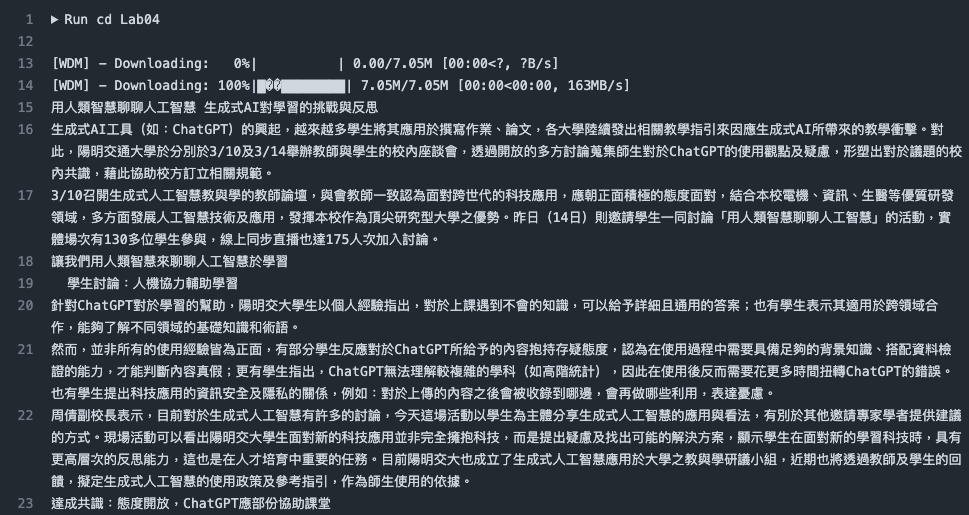 1 ▶ Run cd Lab04
12
13 [WDM] - Downloading:   0%|          | 0.00/7.05M [00:00<?, ?B/s]
14 [WDM] - Downloading: 100%|█��█████████| 7.05M/7.05M [00:00<00:00, 163MB/s]
15 用人類智慧聊聊人工智慧 生成式AI對學習的挑戰與反思
16 生成式AI工具（如：ChatGPT）的興起，越來越多學生將其應用於撰寫作業、論文，各大學陸續發出相關教學指引來因應生成式AI所帶來的教學衝擊。對
此，陽明交通大學於分別於3/10及3/14舉辦教師與學生的校內座談會，透過開放的多方討論蒐集師生對於ChatGPT的使用觀點及疑慮，形塑出對於議題的校
內共識，藉此協助校方訂立相關規範。
17 3/10召開生成式人工智慧教與學的教師論壇，與會教師一致認為面對跨世代的科技應用，應朝正面積極的態度面對，結合本校電機、資訊、生醫等優質研發
領域，多方面發展人工智慧技術及應用，發揮本校作為頂尖研究型大學之優勢。昨日（14日）則邀請學生一同討論「用人類智慧聊聊人工智慧」的活動，實
體場次有130多位學生參與，線上同步直播也達175人次加入討論。
18 讓我們用人類智慧來聊聊人工智慧於學習
19   學生討論：人機協力輔助學習
20 針對ChatGPT對於學習的幫助，陽明交大學生以個人經驗指出，對於上課遇到不會的知識，可以給予詳細且通用的答案；也有學生表示其適用於跨領域合
作，能夠了解不同領域的基礎知識和術語。
21 然而，並非所有的使用經驗皆為正面，有部分學生反應對於ChatGPT所給予的內容抱持存疑態度，認為在使用過程中需要具備足夠的背景知識、搭配資料檢
證的能力，才能判斷內容真假；更有學生指出，ChatGPT無法理解較複雜的學科（如高階統計），因此在使用後反而需要花更多時間扭轉ChatGPT的錯誤。
也有學生提出科技應用的資訊安全及隱私的關係，例如：對於上傳的內容之後會被收錄到哪邊，會再做哪些利用，表達憂慮。
22 周倩副校長表示，目前對於生成式人工智慧有許多的討論，今天這場活動以學生為主體分享生成式人工智慧的應用與看法，有別於其他邀請專家學者提供建議
的方式。現場活動可以看出陽明交大學生面對新的科技應用並非完全擁抱科技，而是提出疑慮及找出可能的解決方案，顯示學生在面對新的學習科技時，具有
更高層次的反思能力，這也是在人才培育中重要的任務。目前陽明交大也成立了生成式人工智慧應用於大學之教與學研議小組，近期也將透過教師及學生的回
饋，擬定生成式人工智慧的使用政策及參考指引，作為師生使用的依據。
23 達成共識：態度開放，ChatGPT應部份協助課堂